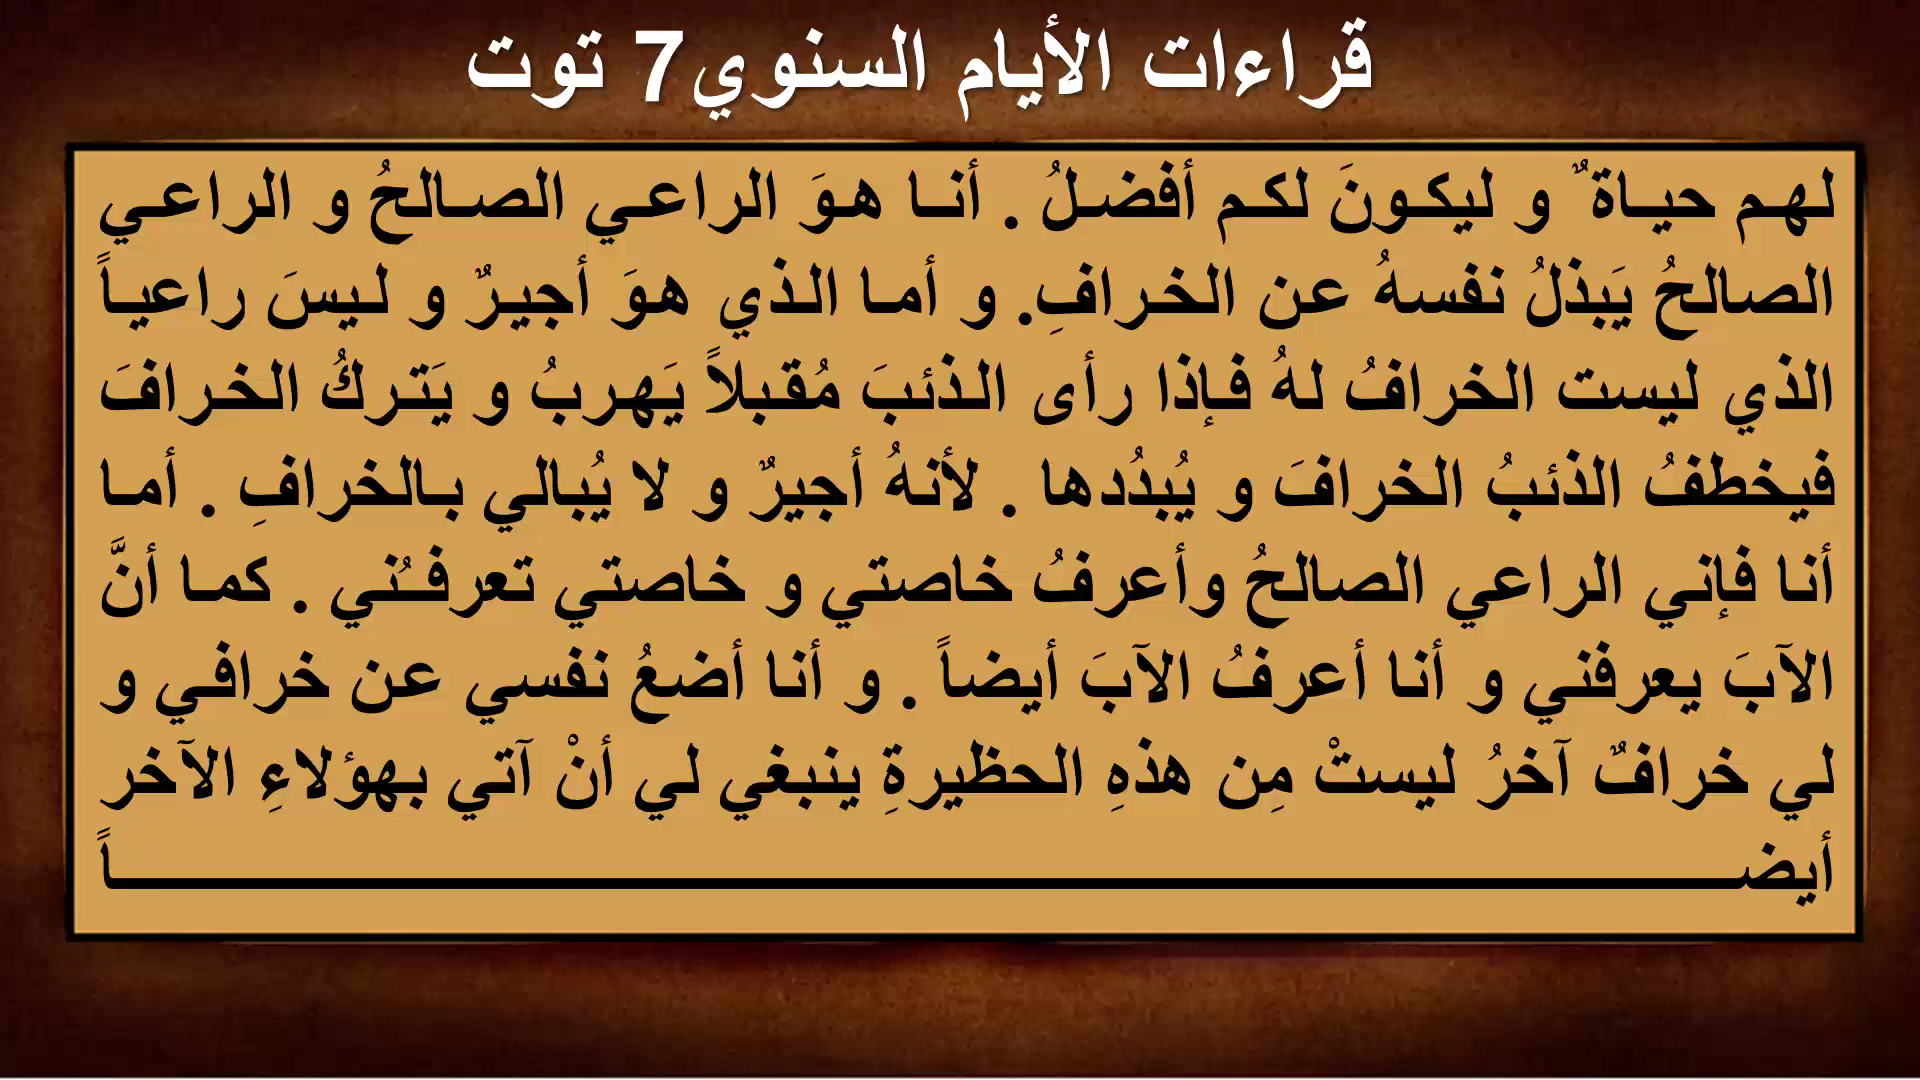 قراءات الأيام السنوي7 توت
لهم حياة ٌ و ليكونَ لكم أفضلُ . أنا هوَ الراعي الصالحُ و الراعي
الصالحُ يَبذلُ نفسهُ عن الخرافِ. و أما الذي هوَ أجيرٌ و ليسَ راعياً
الذي ليست الخرافُ لهُ فإذا رأى الذئبَ مُقبلاً يَهربُ و يَتركُ الخرافَ
فيخطفُ الذئبُ الخرافَ و يُبدُدها . لأنهُ أجيرٌ و لا يُبالي بالخرافِ . أما
أنا فإني الراعي الصالحُ وأعرفُ خاصتي و خاصتي تعرفـُني . كما أنَّ
الآبَ يعرفني و أنا أعرفُ الآبَ أيضاً . و أنا أضعُ نفسي عن خرافي و
لي خرافٌ آخرُ ليستْ مِن هذهِ الحظيرةِ ينبغي لي أنْ آتي بهؤلاءِ الآخر
أيضاً